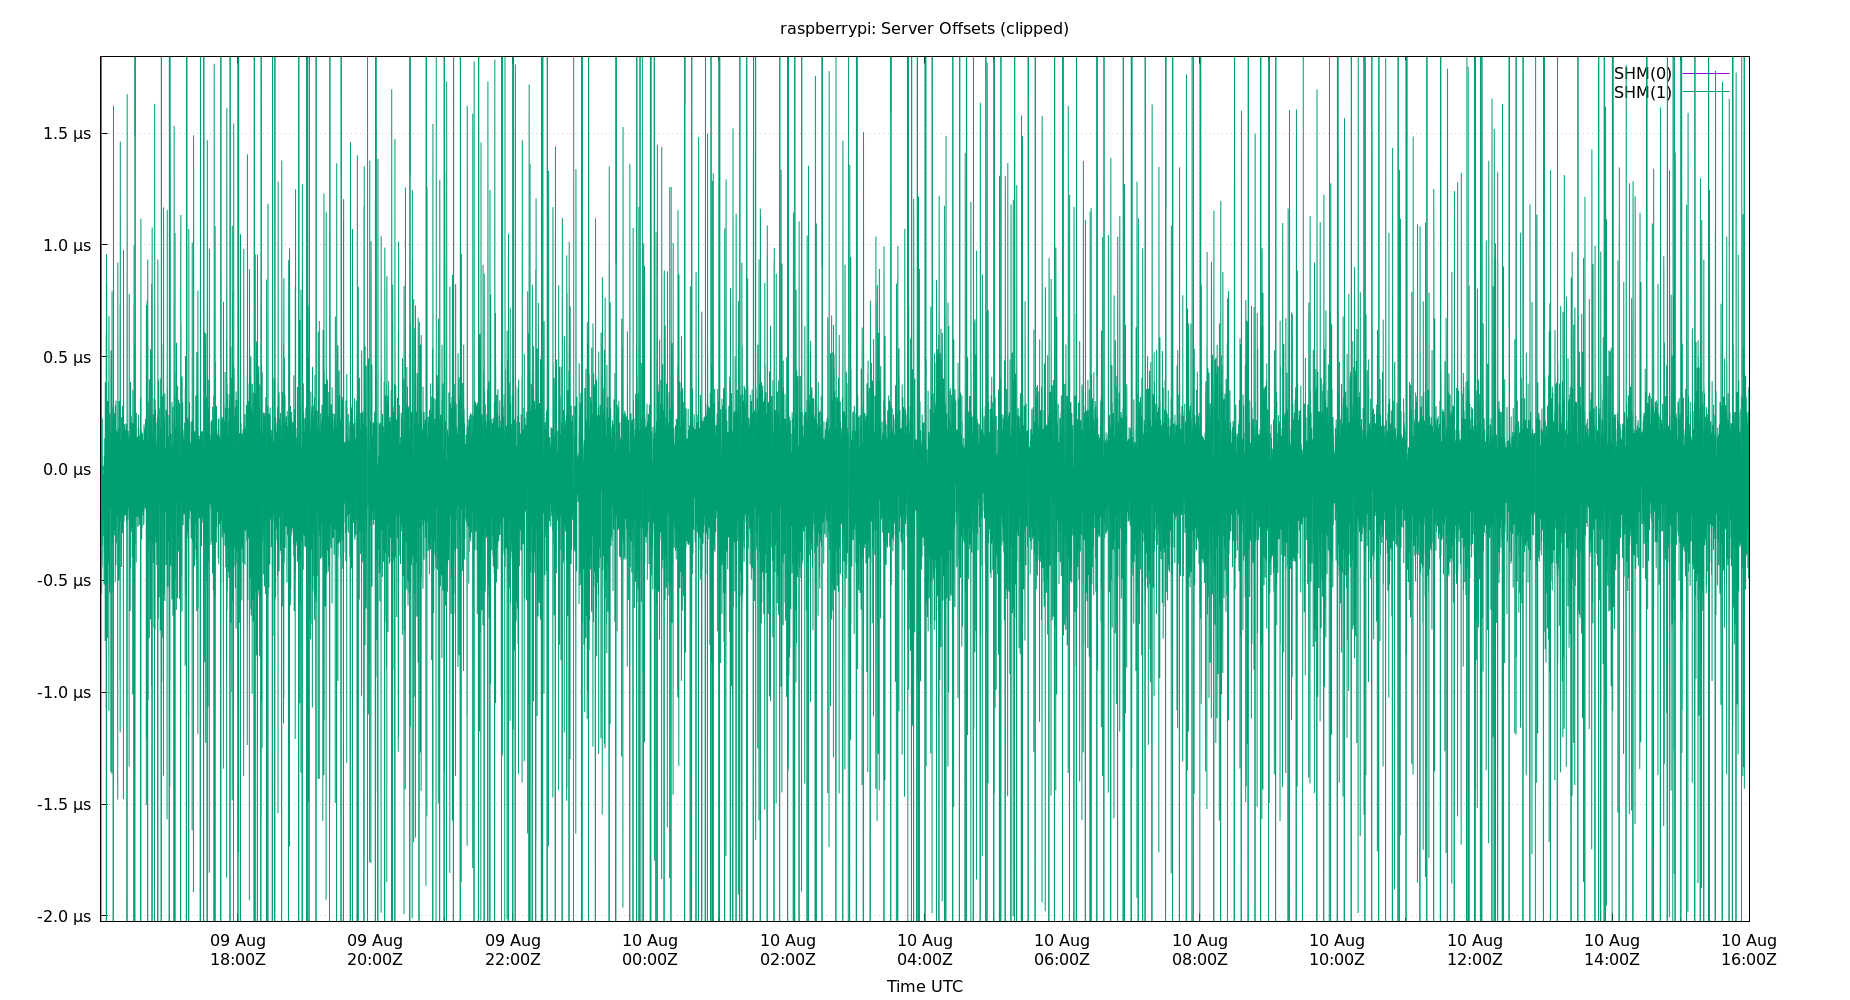 raspberrypi: Server Offsets (clipped)
SHM(0)
SHM(1)
1.5 μs
1.0 μs
0.5 μs
0.0 μs
-0.5 μs
-1.0 μs
-1.5 μs
-2.0 μs
09 Aug 09 Aug 09 Aug 10 Aug 10 Aug 10 Aug 10 Aug 10 Aug 10 Aug 10 Aug 10 Aug 10 Aug
18:00Z 20:00Z 22:00Z 00:00Z 02:00Z 04:00Z 06:00Z 08:00Z 10:00Z 12:00Z 14:00Z 16:00Z
Time UTC